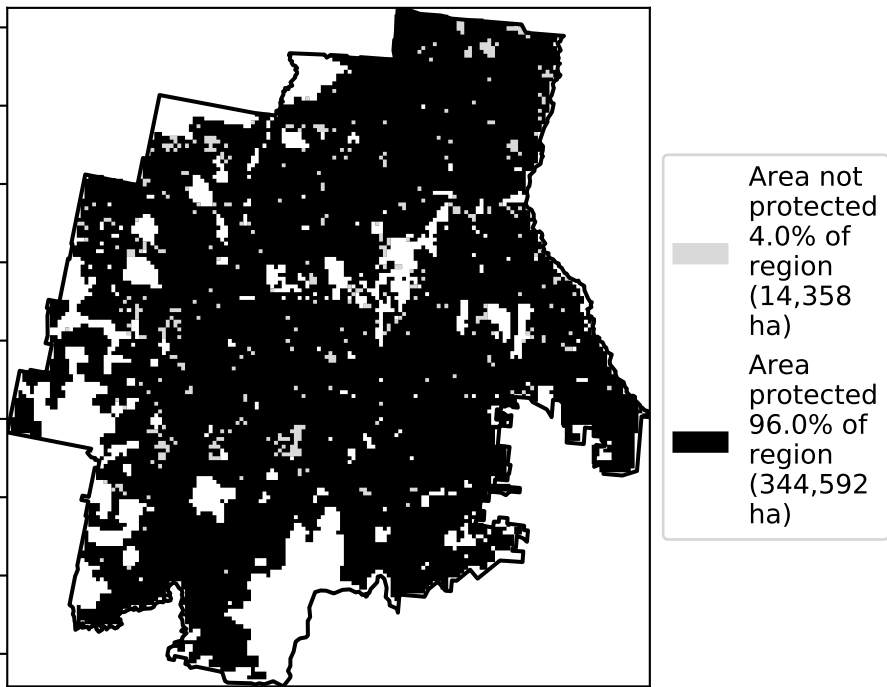 Area not
protected
4.0% of
region
(14,358
ha)
Area
protected
96.0% of
region
(344,592
ha)